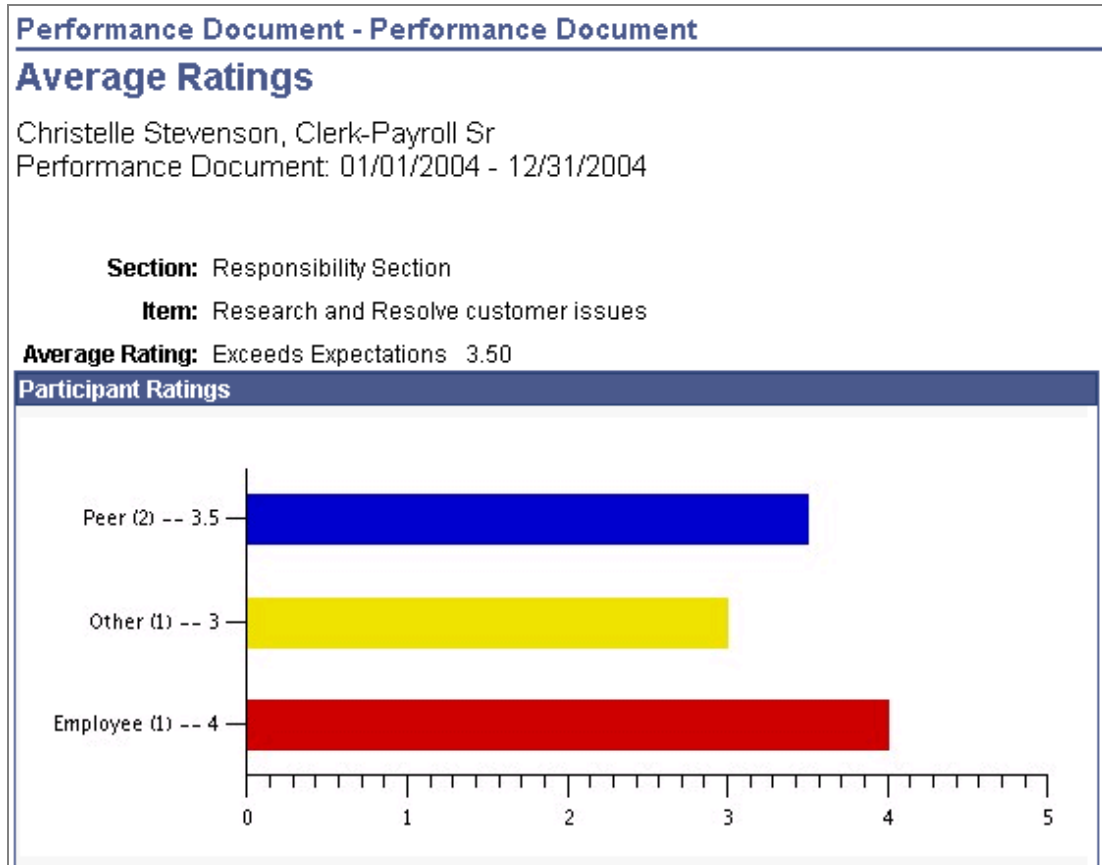 Performance Document - Performance Document
Average Ratings
Christelle Stevenson, Clerk-Payroll Sr
Performance Document: 01/01/2004 - 12/31/2004
Section: Responsibility Section
Item: Research and Resolve customer issues
Average Rating: Exceeds Expectations 3.50
Participant Ratings
Peer (2) -- 3.5
Other (1) -- 3
Employee (1) -- 4
0 1 2 3 4 5